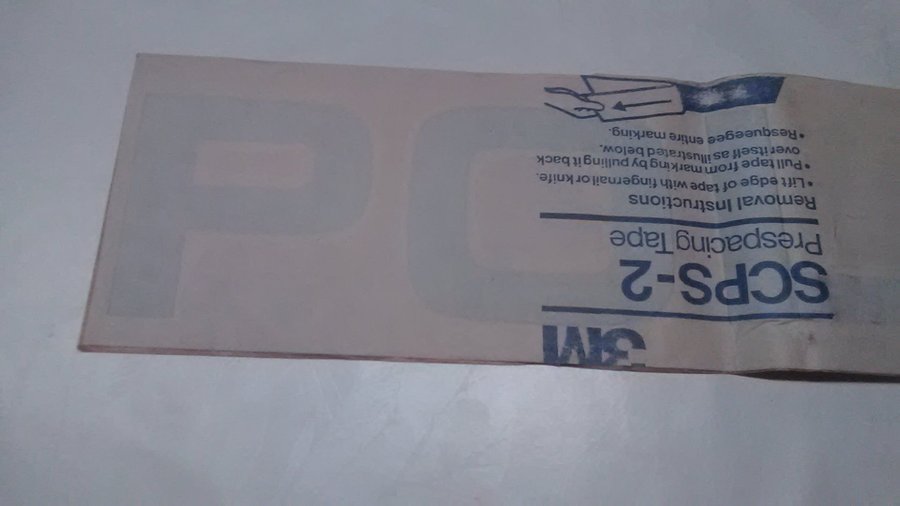 3M
SCPS-2
Prespacing Tape
Removal Instructions
• Lift edge of tape with fingernail or knife.
• Pull tape from marking by pulling it back
over itself as illustrated below.
• Resqueegee entire marking.
P